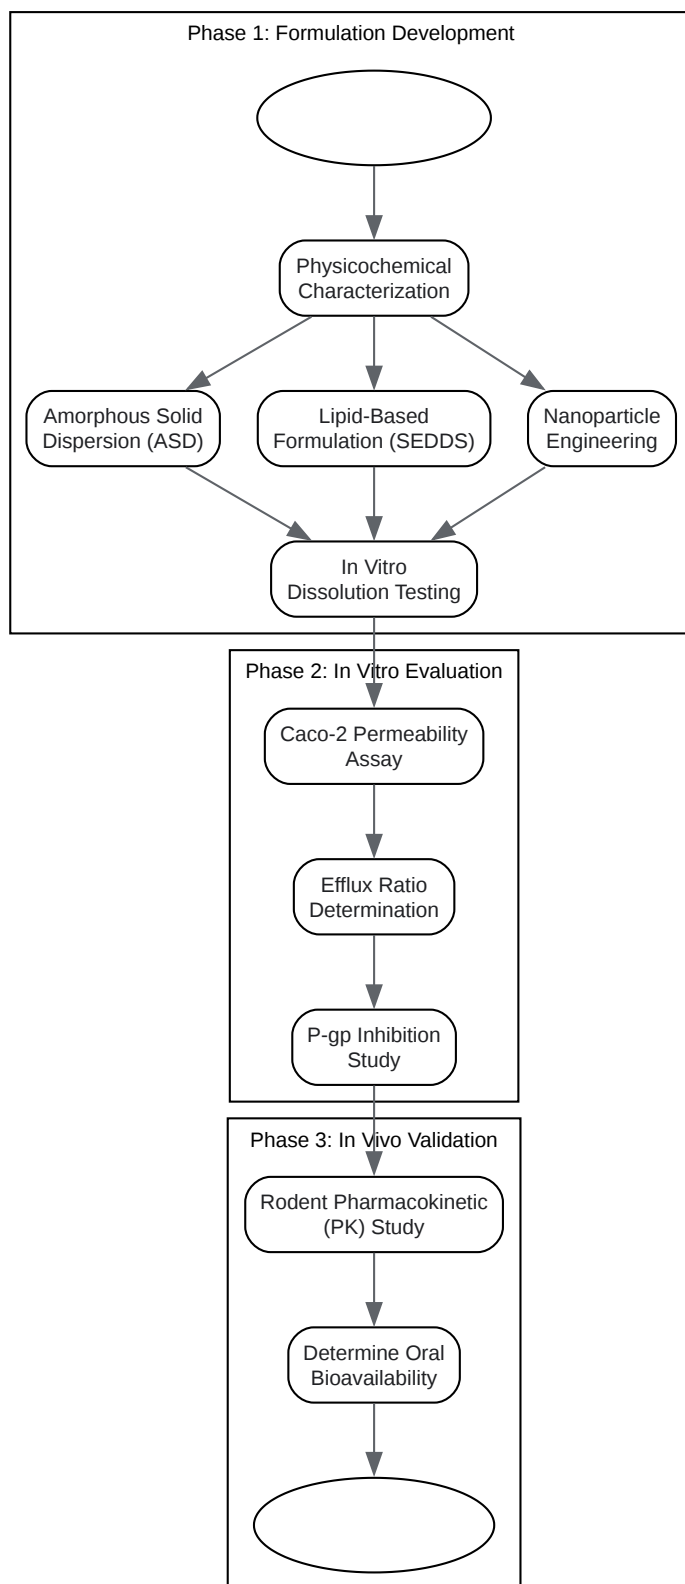 Phase 1: Formulation Development
Physicochemical
Characterization
Amorphous Solid
Dispersion (ASD)
Lipid-Based
Formulation (SEDDS)
Nanoparticle
Engineering
In Vitro
Dissolution Testing
Phase 2: In Vitro Evaluation
Caco-2 Permeability
Assay
Efflux Ratio
Determination
P-gp Inhibition
Study
Phase 3: In Vivo Validation
Rodent Pharmacokinetic
(PK) Study
Determine Oral
Bioavailability